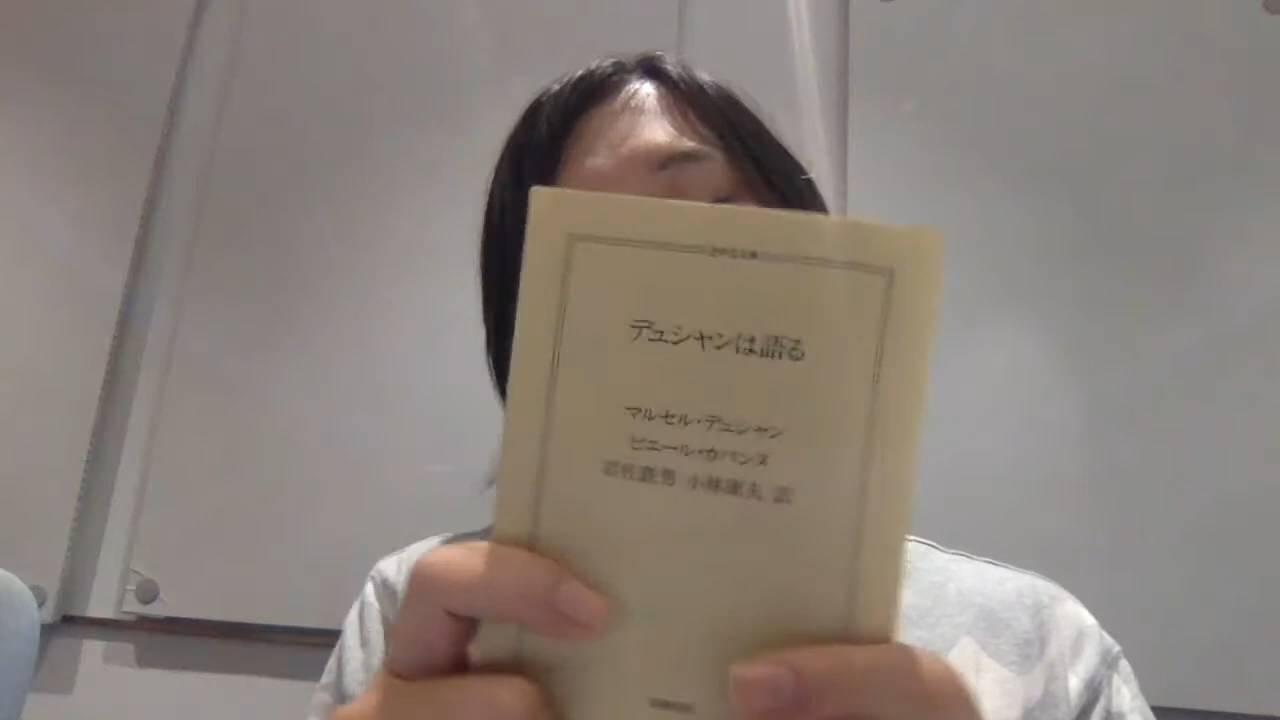 デュシャンは語る
マルセル・デュシャン
ピエール・カバンヌ
岩佐鉄男 小林康夫 訳